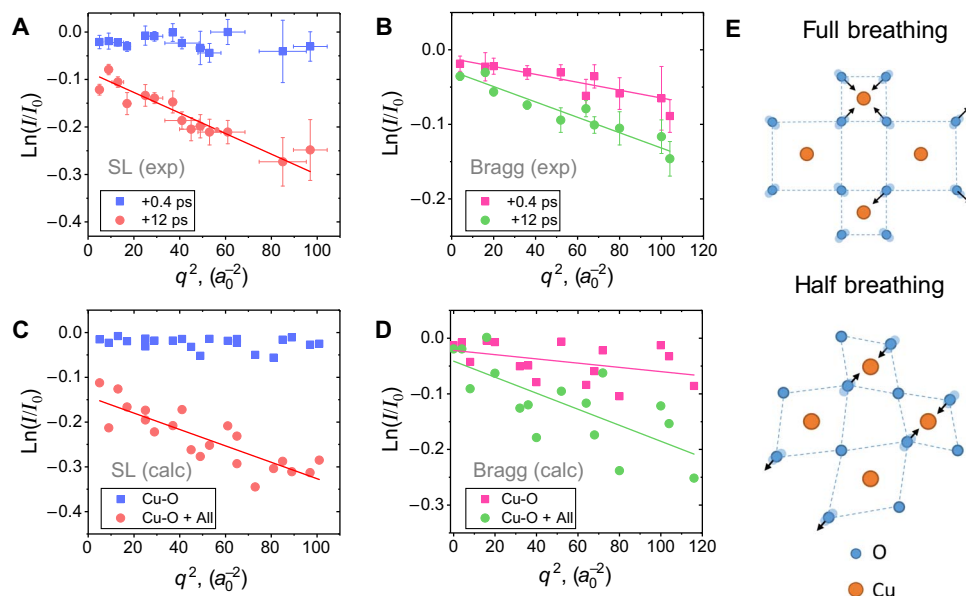 A
0.0
−0.1
−0.2
−0.3
−0.4
Ln(I/I₀)
SL (exp)
+0.4 ps
+12 ps
0 20 40 60 80 100
q², (a₀⁻²)
B
0.0
−0.1
−0.2
Ln(I/I₀)
Bragg (exp)
+0.4 ps
+12 ps
0 20 40 60 80 100 120
q², (a₀⁻²)
C
0.0
−0.1
−0.2
−0.3
−0.4
Ln(I/I₀)
SL (calc)
Cu-O
Cu-O + All
0 20 40 60 80 100
q², (a₀⁻²)
D
0.0
−0.1
−0.2
−0.3
Ln(I/I₀)
Bragg (calc)
Cu-O
Cu-O + All
0 20 40 60 80 100 120
q², (a₀⁻²)
E
Full breathing
Half breathing
O
Cu